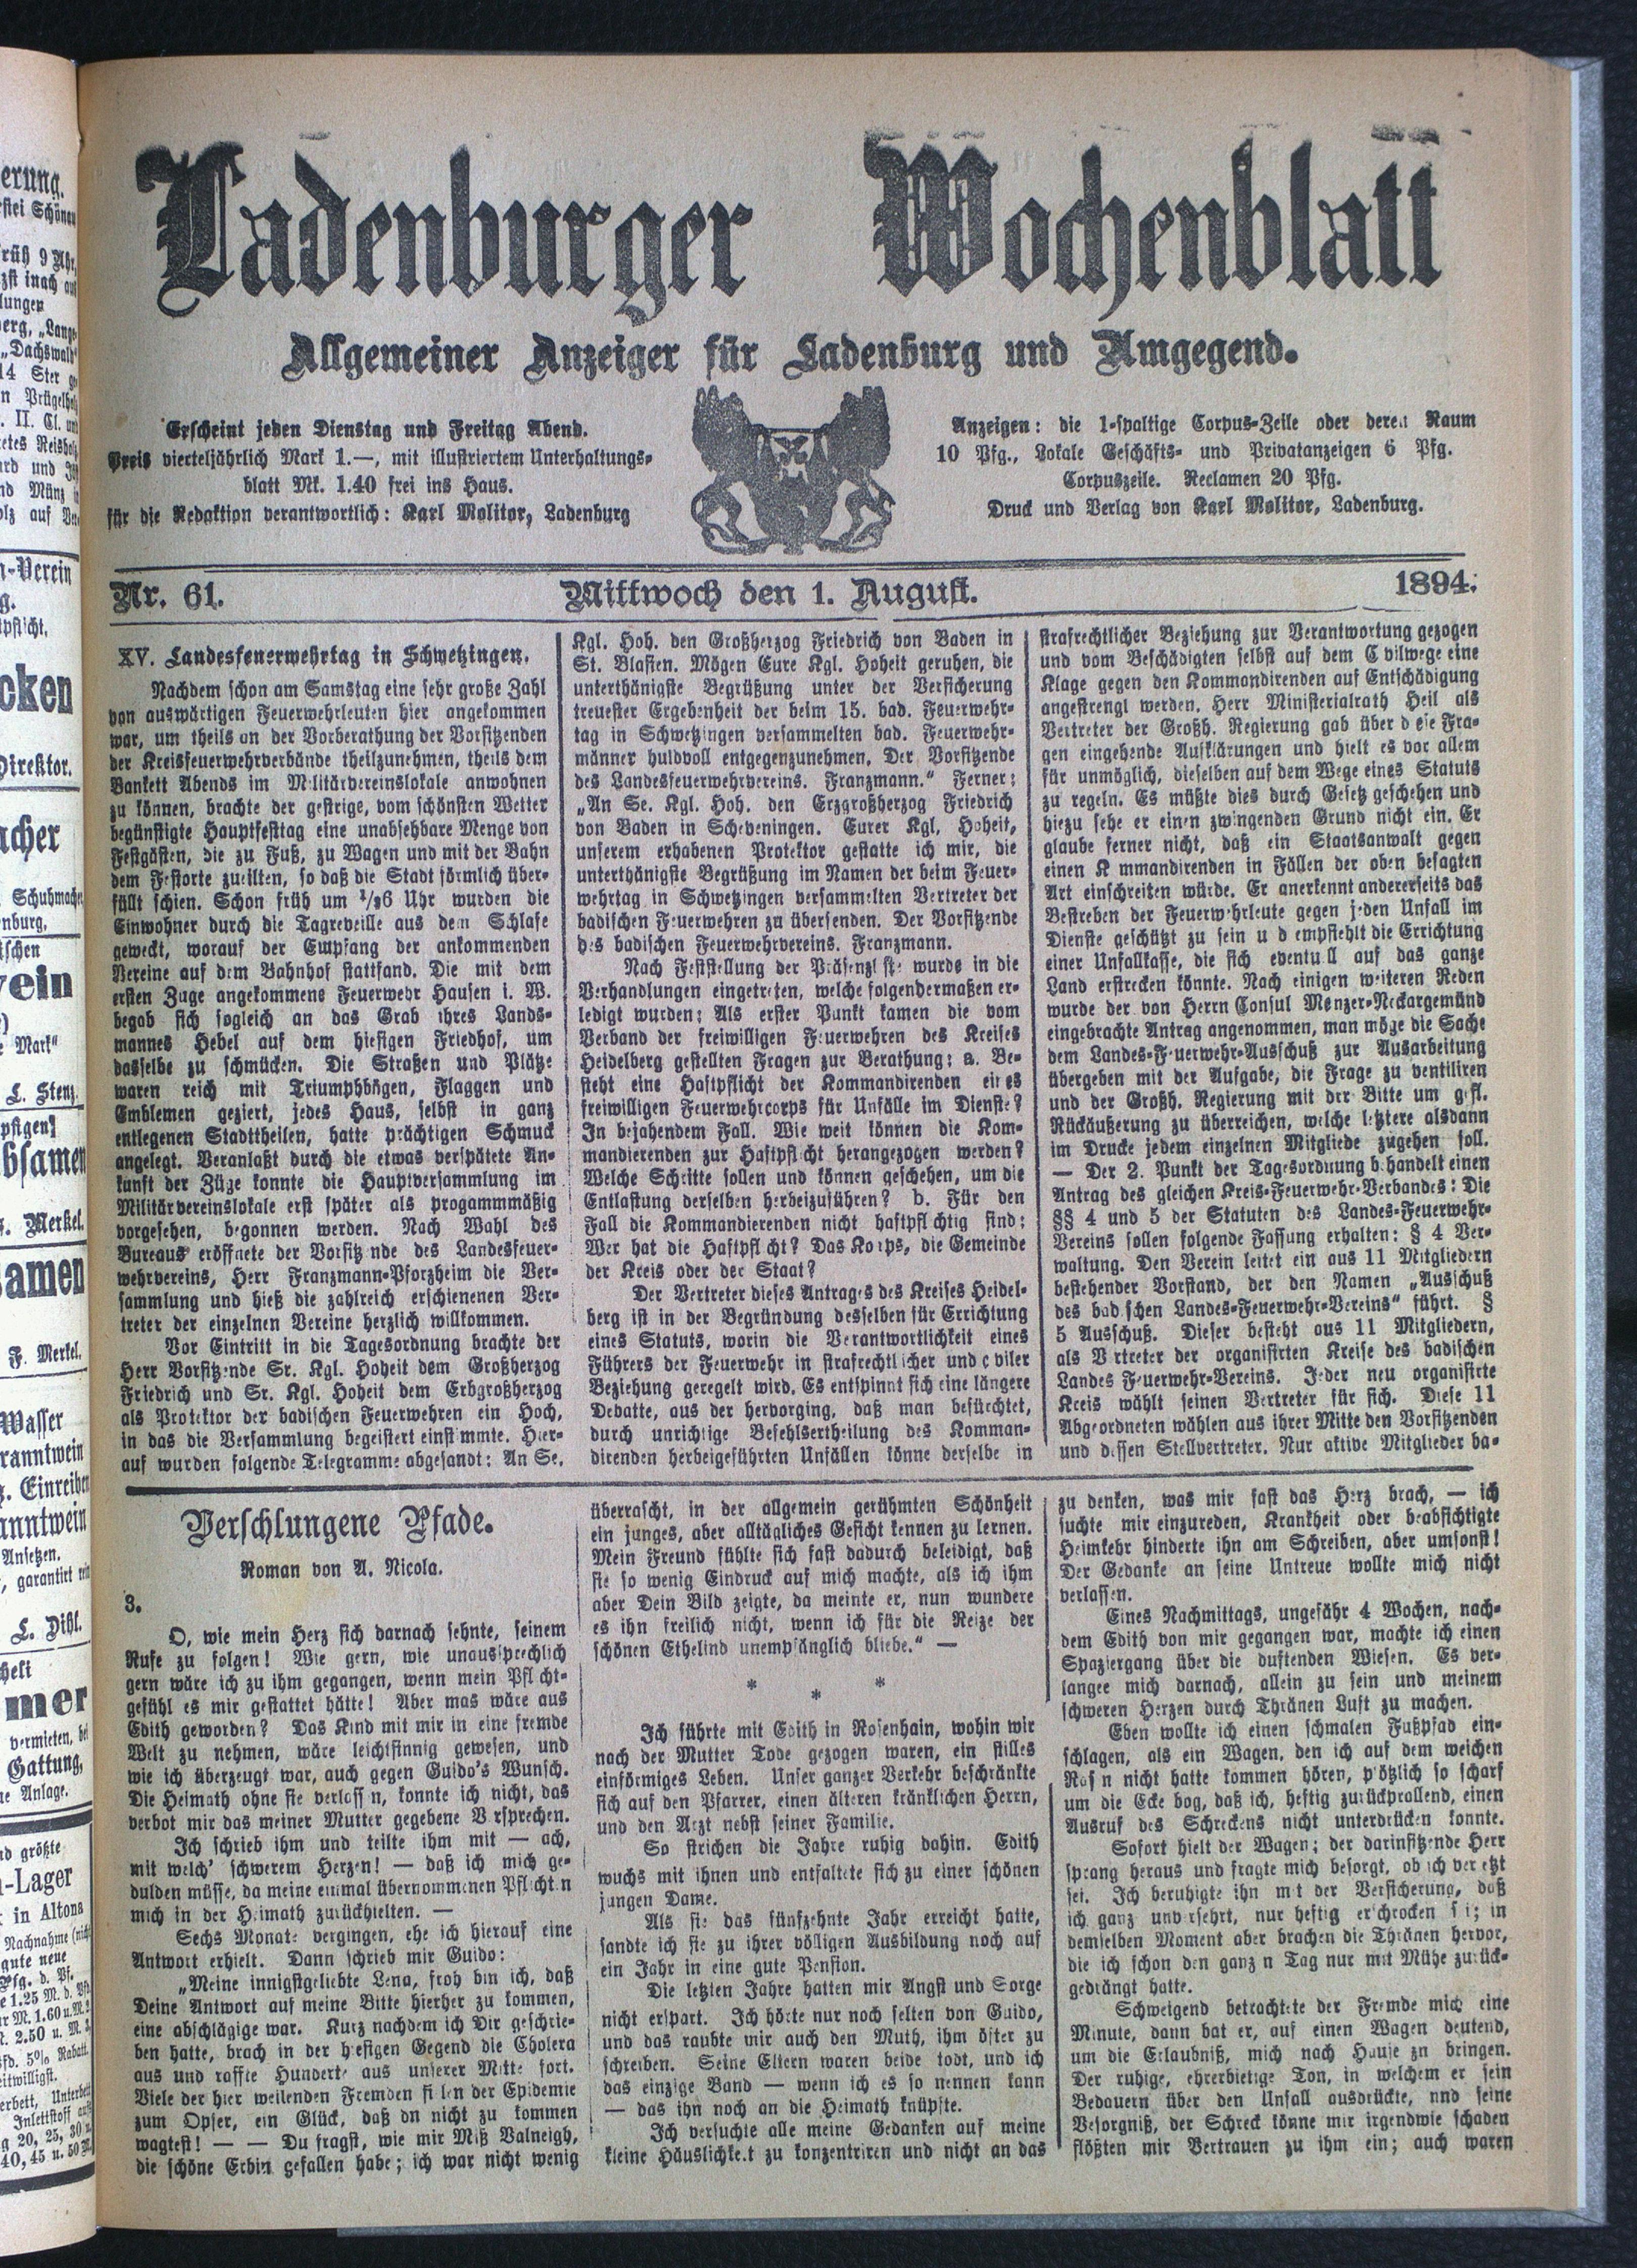 Ladenburger Wochenblatt
Allgemeiner Anzeiger für Ladenburg und Umgegend.
Erscheint jeden Dienstag und Freitag Abend.
Preis vierteljährlich Mark 1.—, mit illustriertem Unterhaltungs-
blatt Mk. 1.40 frei ins Haus.
für die Redaktion verantwortlich: Karl Molitor, Ladenburg
Anzeigen: die 1-spaltige Corpus-Zeile oder deren Raum
10 Pfg., Lokale Geschäfts- und Privatanzeigen 6 Pfg.
Corpuszeile. Reclamen 20 Pfg.
Druck und Verlag von Karl Molitor, Ladenburg.
Nr. 61. Mittwoch den 1. August. 1894.
XV. Landesfeuerwehrtag in Schwetzingen.
Nachdem schon am Samstag eine sehr große Zahl
von auswärtigen Feuerwehrleuten hier angekommen
war, um theils an der Vorberathung der Vorsitzenden
der Kreisfeuerwehrverbände theilzunehmen, theils dem
Bankett Abends im Militärvereinslokale anwohnen
zu können, brachte der gestrige, vom schönsten Wetter
begünstigte Hauptfesttag eine unabsehbare Menge von
Festgästen, die zu Fuß, zu Wagen und mit der Bahn
dem Festorte zueilten, so daß die Stadt förmlich über-
füllt schien. Schon früh um 1/26 Uhr wurden die
Einwohner durch die Tagreveille aus dem Schlafe
geweckt, worauf der Empfang der ankommenden
Vereine auf dem Bahnhof stattfand. Die mit dem
ersten Zuge angekommene Feuerwehr Hausen i. W.
begab sich sogleich an das Grab ihres Lands-
mannes Hebel auf dem hiesigen Friedhof, um
dasselbe zu schmücken. Die Straßen und Plätze
waren reich mit Triumphbögen, Flaggen und
Emblemen geziert, jedes Haus, selbst in ganz
entlegenen Stadttheilen, hatte prächtigen Schmuck
angelegt. Veranlaßt durch die etwas verspätete An-
kunft der Züge konnte die Hauptversammlung im
Militärvereinslokale erst später als progammmäßig
vorgesehen, begonnen werden. Nach Wahl des
Bureaus eröffnete der Vorsitz nde des Landesfeuer-
wehrvereins, Herr Franzmann-Pforzheim die Ver-
sammlung und hieß die zahlreich erschienenen Ver-
treter der einzelnen Vereine herzlich willkommen.
Vor Eintritt in die Tagesordnung brachte der
Herr Vorsitzende Sr. Kgl. Hoheit dem Großherzog
Friedrich und Sr. Kgl. Hoheit dem Erbgroßherzog
als Protektor der badischen Feuerwehren ein Hoch,
in das die Versammlung begeistert einstimmte. Hier-
auf wurden folgende Telegramme abgesandt: An Se.
Kgl. Hoh. den Großherzog Friedrich von Baden in
St. Blasien. Mögen Eure Kgl. Hoheit geruhen, die
unterthänigste Begrüßung unter der Versicherung
treuester Ergebenheit der beim 15. bad. Feuerwehr-
tag in Schwetzingen versammelten bad. Feuerwehr-
männer huldvoll entgegenzunehmen. Der Vorsitzende
des Landesfeuerwehrvereins. Franzmann.“ Ferner:
„An Se. Kgl. Hoh. den Erzgroßherzog Friedrich
von Baden in Scheveningen. Eurer Kgl. Hoheit,
unserem erhabenen Protektor gestatte ich mir, die
unterthänigste Begrüßung im Namen der beim Feuer-
wehrtag in Schwetzingen versammelten Vertreter der
badischen Feuerwehren zu übersenden. Der Vorsitzende
des badischen Feuerwehrvereins. Franzmann.
Nach Feststellung der Präsenzl ste wurde in die
Verhandlungen eingetreten, welche folgendermaßen er-
ledigt wurden: Als erster Punkt kamen die vom
Verband der freiwilligen Feuerwehren des Kreises
Heidelberg gestellten Fragen zur Berathung: a. Be-
steht eine Haftpflicht der Kommandirenden eines
freiwilligen Feuerwehrcorps für Unfälle im Dienste?
In bejahendem Fall. Wie weit können die Kom-
mandirenden zur Haftpflicht herangezogen werden?
Welche Schritte sollen und können geschehen, um die
Entlastung derselben herbeizuführen? b. Für den
Fall die Kommandierenden nicht haftpfl chtig sind:
Wer hat die Haftpfl cht? Das Korps, die Gemeinde
der Kreis oder der Staat?
Der Vertreter dieses Antrages des Kreises Heidel-
berg ist in der Begründung desselben für Errichtung
eines Statuts, worin die Verantwortlichkeit eines
Führers der Feuerwehr in strafrechtlicher und c viler
Beziehung geregelt wird. Es entspinnt sich eine längere
Debatte, aus der hervorging, daß man befürchtet,
durch unrichtige Befehlsertheilung des Komman-
direnden herbeigeführten Unfällen könne derselbe in
strafrechtlicher Beziehung zur Verantwortung gezogen
und vom Beschädigten selbst auf dem C vilwege eine
Klage gegen den Kommandirenden auf Entschädigung
angestrengl werden. Herr Ministerialrath Heil als
Vertreter der Großh. Regierung gab über d ese Fra-
gen eingehende Aufklärungen und hielt es vor allem
für unmöglich, dieselben auf dem Wege eines Statuts
zu regeln. Es müßte dies durch Gesetz geschehen und
hiezu sehe er einen zwingenden Grund nicht ein. Er
glaube ferner nicht, daß ein Staatsanwalt gegen
einen K mmandirenden in Fällen der oben besagten
Art einschreiten würde. Er anerkennt andererseits das
Bestreben der Feuerw hrleute gegen jeden Unfall im
Dienste geschützt zu sein u d empfiehlt die Errichtung
einer Unfallkasse, die sich eventu ll auf das ganze
Land erstrecken könnte. Nach einigen weiteren Reden
wurde der von Herrn Consul Menzer-Neckargemünd
eingebrachte Antrag angenommen, man möge die Sache
dem Landes-F uerwehr-Ausschuß zur Ausarbeitung
übergeben mit der Aufgabe, die Frage zu ventiliren
und der Großh. Regierung mit der Bitte um gefl.
Rückäußerung zu überreichen, welche letztere alsdann
im Drucke jedem einzelnen Mitgliede zugehen soll.
— Der 2. Punkt der Tagesordnung b handelt einen
Antrag des gleichen Kreis-Feuerwehr-Verbandes: Die
§§ 4 und 5 der Statuten des Landes-Feuerwehr-
Vereins sollen folgende Fassung erhalten: § 4 Ver-
waltung. Den Verein leitet ein aus 11 Mitgliedern
bestehender Vorstand, der den Namen „Ausschuß
des bad schen Landes-Feuerwehr-Vereins“ führt. §
5 Ausschuß. Dieser besteht aus 11 Mitgliedern,
als V rtreter der organisirten Kreise des badischen
Landes Feuerwehr-Vereins. Jeder neu organisirte
Kreis wählt seinen Vertreter für sich. Diese 11
Abgeordneten wählen aus ihrer Mitte den Vorsitzenden
und dessen Stellvertreter. Nur aktive Mitglieder ba-
Verschlungene Pfade.
Roman von A. Nicola.
3.
O, wie mein Herz sich darnach sehnte, seinem
Rufe zu folgen! Wie gern, wie unaussprechlich
gern wäre ich zu ihm gegangen, wenn mein Pfl cht-
gefühl es mir gestattet hätte! Aber mas wäre aus
Edith geworden? Das Kind mit mir in eine fremde
Welt zu nehmen, wäre leichtsinnig gewesen, und
wie ich überzeugt war, auch gegen Guido's Wunsch.
Die Heimath ohne sie verlass n, konnte ich nicht, das
verbot mir das meiner Mutter gegebene V rsprechen.
Ich schrieb ihm und teilte ihm mit — ach,
mit welch' schwerem Herzen! — daß ich mich ge-
dulden müsse, da meine einmal übernommenen Pflicht n
mich in der Heimath zurückhielten. —
Sechs Monate vergingen, ehe ich hierauf eine
Antwort erhielt. Dann schrieb mir Guido:
„Meine innigstgeliebte Lena, froh bin ich, daß
Deine Antwort auf meine Bitte hierher zu kommen,
eine abschlägige war. Kurz nachdem ich Dir geschrie-
ben hatte, brach in der hiesigen Gegend die Cholera
aus und raffte Hunderte aus unserer Mitte fort.
Viele der hier weilenden Fremden fi len der Epidemie
zum Opfer, ein Glück, daß dn nicht zu kommen
wagtest! — — Du fragst, wie mir Miß Valneigh,
die schöne Erbin gefallen habe; ich war nicht wenig
überrascht, in der allgemein gerühmten Schönheit
ein junges, aber alltägliches Gesicht kennen zu lernen.
Mein Freund fühlte sich fast dadurch beleidigt, daß
sie so wenig Eindruck auf mich machte, als ich ihm
aber Dein Bild zeigte, da meinte er, nun wundere
es ihn freilich nicht, wenn ich für die Reize der
schönen Ethelind unempfänglich bliebe.“ —
* * *
Ich führte mit Edith in Rosenhain, wohin wir
nach der Mutter Tode gezogen waren, ein stilles
einförmiges Leben. Unser ganzer Verkehr beschränkte
sich auf den Pfarrer, einen älteren kränklichen Herrn,
und den Arzt nebst seiner Familie.
So strichen die Jahre ruhig dahin. Edith
wuchs mit ihnen und entfaltete sich zu einer schönen
jungen Dame.
Als sie das fünfzehnte Jahr erreicht hatte,
sandte ich sie zu ihrer völligen Ausbildung noch auf
ein Jahr in eine gute Pension.
Die letzten Jahre hatten mir Angst und Sorge
nicht erspart. Ich hörte nur noch selten von Guido,
und das raubte mir auch den Muth, ihm öfter zu
schreiben. Seine Eltern waren beide todt, und ich
das einzige Band — wenn ich es so nennen kann
— das ihn noch an die Heimath knüpfte.
Ich versuchte alle meine Gedanken auf meine
kleine Häuslichke.t zu konzentriren und nicht an das
zu denken, was mir fast das Herz brach, — ich
suchte mir einzureden, Krankheit oder beabsichtigte
Heimkehr hinderte ihn am Schreiben, aber umsonst!
Der Gedanke an seine Untreue wollte mich nicht
verlassen.
Eines Nachmittags, ungefähr 4 Wochen, nach-
dem Edith von mir gegangen war, machte ich einen
Spaziergang über die duftenden Wiesen. Es ver-
langee mich darnach, allein zu sein und meinem
schweren Herzen durch Thränen Luft zu machen.
Eben wollte ich einen schmalen Fußpfad ein-
schlagen, als ein Wagen, den ich auf dem weichen
Ras n nicht hatte kommen hören, p'ötzlich so scharf
um die Ecke bog, daß ich, heftig zurückprallend, einen
Ausruf des Schreckens nicht unterdrücken konnte.
Sofort hielt der Wagen; der darinsitzende Herr
sprang heraus und fragte mich besorgt, ob ich ver etzt
sei. Ich beruhigte ihn mit der Versicherung, daß
ich ganz unv rsehrt, nur heftig er'chrocken s i; in
demselben Moment aber brachen die Thränen hervor,
die ich schon den ganz n Tag nur mit Mühe zurück-
gedrängt hatte.
Schweigend betrachtete der Fremde mich eine
Minute, dann bat er, auf einen Wagen deutend,
um die Erlaubniß, mich nach Hause zu bringen.
Der ruhige, ehrerbietige Ton, in welchem er sein
Bedauern über den Unfall ausdrückte, nnd seine
Besorgniß, der Schreck könne mir irgendwie schaden
flößten mir Vertrauen zu ihm ein; auch waren